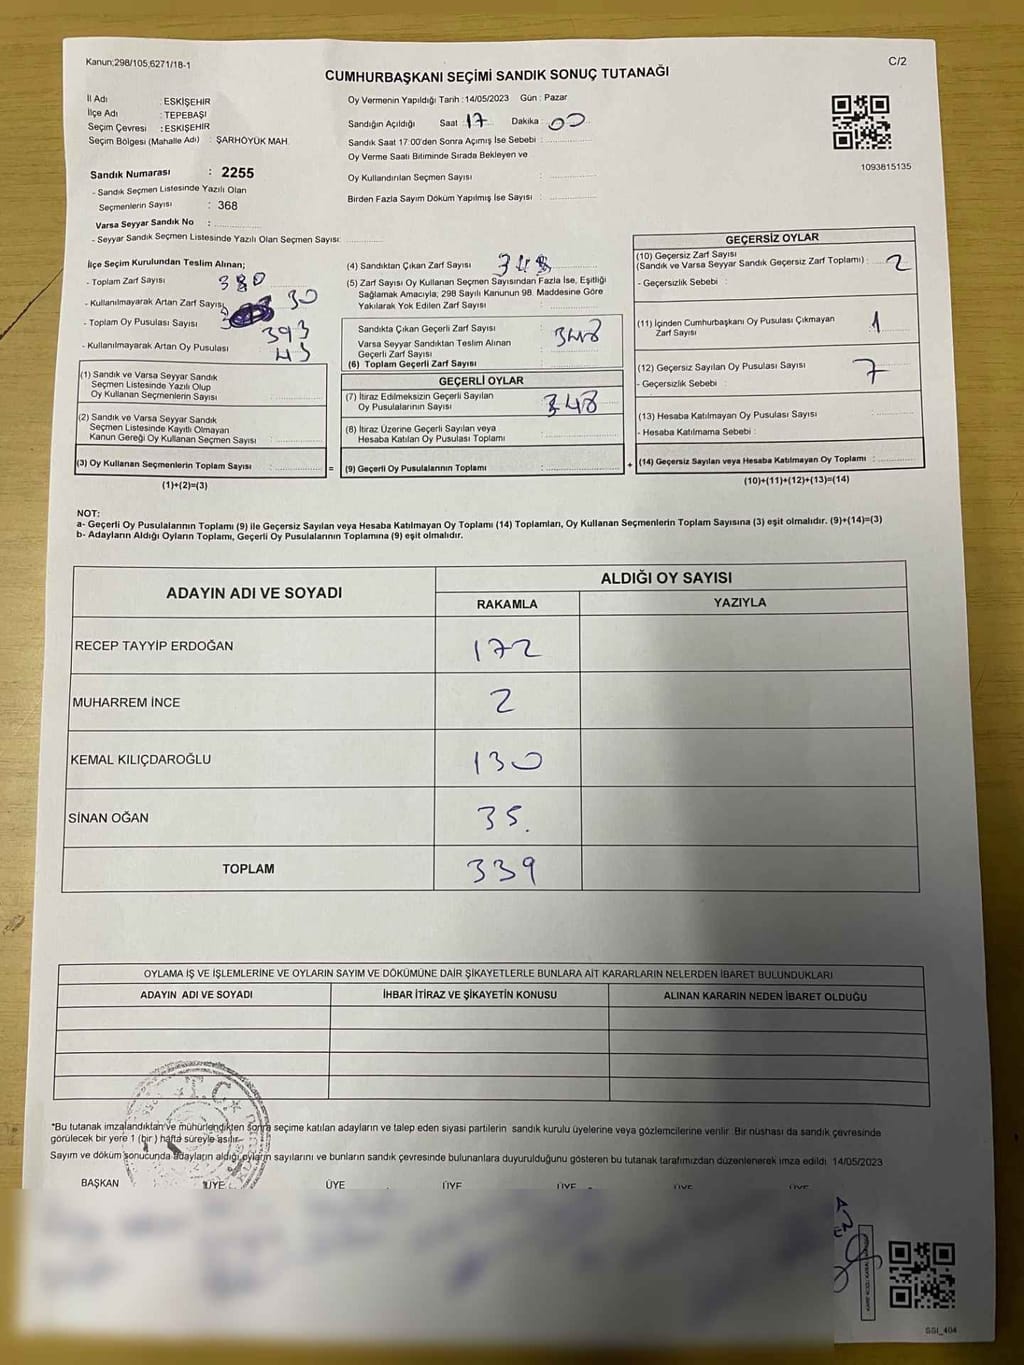 Kanun;298/105,6271/18-1
C/2
CUMHURBAŞKANI SEÇİMİ SANDIK SONUÇ TUTANAĞI
İl Adı : ESKİŞEHİR
İlçe Adı : TEPEBAŞI
Seçim Çevresi : ESKİŞEHİR
Seçim Bölgesi (Mahalle Adı) : ŞARHÖYÜK MAH.
Sandık Numarası : 2255
- Sandık Seçmen Listesinde Yazılı Olan
Seçmenlerin Sayısı : 368
Varsa Seyyar Sandık No :
- Seyyar Sandık Seçmen Listesinde Yazılı Olan Seçmen Sayısı:
Oy Vermenin Yapıldığı Tarih : 14/05/2023 Gün : Pazar
Sandığın Açıldığı Saat 17 Dakika : 00
Sandık Saat 17:00'den Sonra Açımış İse Sebebi :
Oy Verme Saati Bitiminde Sırada Bekleyen ve
Oy Kullandırılan Seçmen Sayısı :
Birden Fazla Sayım Döküm Yapılmış İse Sayısı :
1093815135
İlçe Seçim Kurulundan Teslim Alınan;
- Toplam Zarf Sayısı : 380
- Kullanılmayarak Artan Zarf Sayısı 30
- Toplam Oy Pusulası Sayısı : 393
- Kullanılmayarak Artan Oy Pusulası 45
(1) Sandık ve Varsa Seyyar Sandık
Seçmen Listesinde Yazılı Olup
Oy Kullanan Seçmenlerin Sayısı :
(2) Sandık ve Varsa Seyyar Sandık
Seçmen Listesinde Kayıtlı Olmayan
Kanun Gereği Oy Kullanan Seçmen Sayısı :
(3) Oy Kullanan Seçmenlerin Toplam Sayısı :
(1)+(2)=(3)
(4) Sandıktan Çıkan Zarf Sayısı : 348
(5) Zarf Sayısı Oy Kullanan Seçmen Sayısından Fazla İse, Eşitliği
Sağlamak Amacıyla, 298 Sayılı Kanunun 98. Maddesine Göre
Yakılarak Yok Edilen Zarf Sayısı :
Sandıkta Çıkan Geçerli Zarf Sayısı : 348
Varsa Seyyar Sandıktan Teslim Alınan
Geçerli Zarf Sayısı
(6) Toplam Geçerli Zarf Sayısı :
GEÇERLİ OYLAR
(7) İtiraz Edilmeksizin Geçerli Sayılan
Oy Pusulalarının Sayısı : 348
(8) İtiraz Üzerine Geçerli Sayılan veya
Hesaba Katılan Oy Pusulası Toplamı :
= (9) Geçerli Oy Pusulalarının Toplamı :
GEÇERSİZ OYLAR
(10) Geçersiz Zarf Sayısı
(Sandık ve Varsa Seyyar Sandık Geçersiz Zarf Toplamı) : 2
- Geçersizlik Sebebi :
(11) İçinden Cumhurbaşkanı Oy Pusulası Çıkmayan
Zarf Sayısı : 1
(12) Geçersiz Sayılan Oy Pusulası Sayısı : 7
- Geçersizlik Sebebi :
(13) Hesaba Katılmayan Oy Pusulası Sayısı :
- Hesaba Katılmama Sebebi :
+ (14) Geçersiz Sayılan veya Hesaba Katılmayan Oy Toplamı :
(10)+(11)+(12)+(13)=(14)
NOT:
a- Geçerli Oy Pusulalarının Toplamı (9) ile Geçersiz Sayılan veya Hesaba Katılmayan Oy Toplamı (14) Toplamları, Oy Kullanan Seçmenlerin Toplam Sayısına (3) eşit olmalıdır. (9)+(14)=(3)
b- Adayların Aldığı Oyların Toplamı, Geçerli Oy Pusulalarının Toplamına (9) eşit olmalıdır.
ADAYIN ADI VE SOYADI
ALDIĞI OY SAYISI
RAKAMLA YAZIYLA
RECEP TAYYİP ERDOĞAN 172
MUHARREM İNCE 2
KEMAL KILIÇDAROĞLU 130
SİNAN OĞAN 35.
TOPLAM 339
OYLAMA İŞ VE İŞLEMLERİNE VE OYLARIN SAYIM VE DÖKÜMÜNE DAİR ŞİKAYETLERLE BUNLARA AİT KARARLARIN NELERDEN İBARET BULUNDUKLARI
ADAYIN ADI VE SOYADI İHBAR İTİRAZ VE ŞİKAYETİN KONUSU ALINAN KARARIN NEDEN İBARET OLDUĞU
T.C.
*Bu tutanak imzalandıktan ve mühürlendikten sonra seçime katılan adayların ve talep eden siyasi partilerin sandık kurulu üyelerine veya gözlemcilerine verilir. Bir nüshası da sandık çevresinde
görülecek bir yere 1 (bir) hafta süreyle asılır.
Sayım ve döküm sonucunda adayların aldığı oyların sayılarını ve bunların sandık çevresinde bulunanlara duyurulduğunu gösteren bu tutanak tarafımızdan düzenlenerek imza edildi. 14/05/2023
BAŞKAN ÜYE ÜYE ÜYE ÜYE ÜYE ÜYE
SSI_404